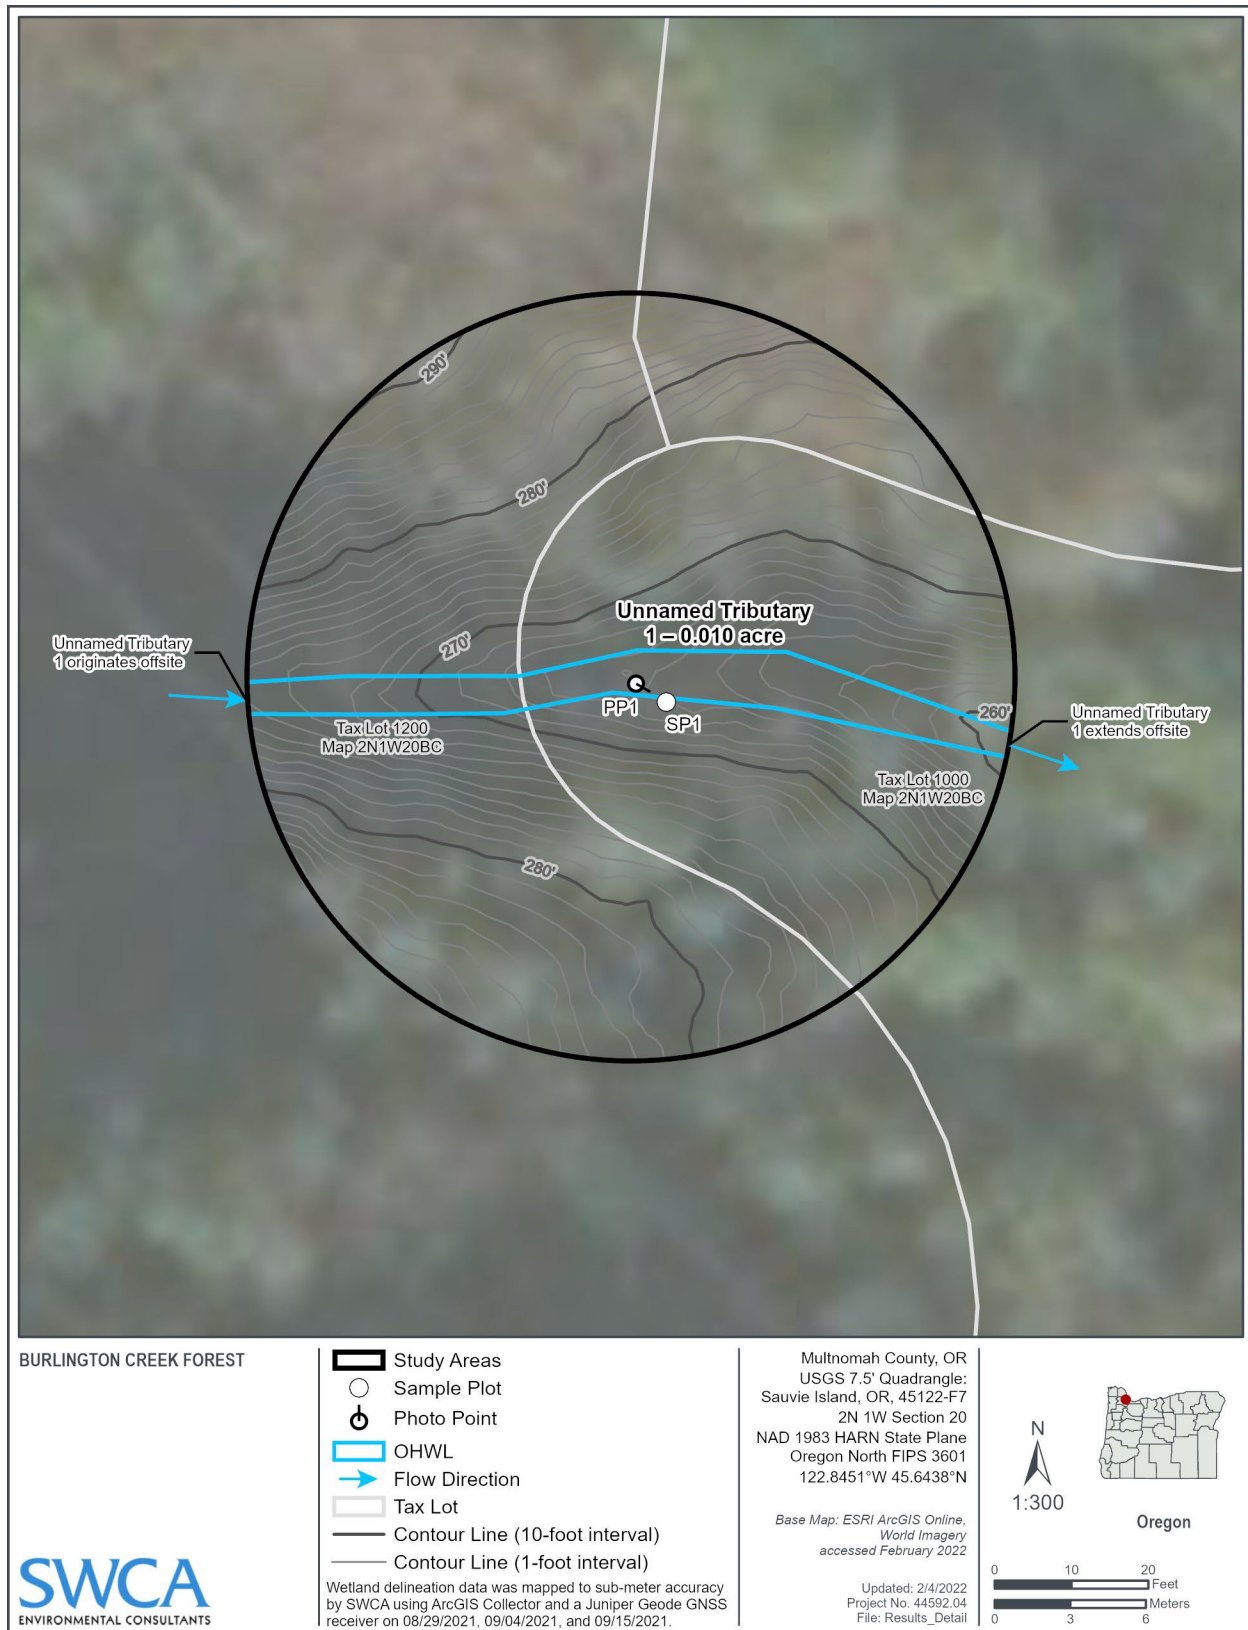 290'
280'
Unnamed Tributary
1 – 0.010 acre
Unnamed Tributary
1 originates offsite
270'
PP1
SP1
260'
Unnamed Tributary
1 extends offsite
Tax Lot 1200
Map 2N1W20BC
Tax Lot 1000
Map 2N1W20BC
280'
BURLINGTON CREEK FOREST
SWCA
ENVIRONMENTAL CONSULTANTS
Study Areas
Sample Plot
Photo Point
OHWL
Flow Direction
Tax Lot
Contour Line (10-foot interval)
Contour Line (1-foot interval)
Wetland delineation data was mapped to sub-meter accuracy
by SWCA using ArcGIS Collector and a Juniper Geode GNSS
receiver on 08/29/2021, 09/04/2021, and 09/15/2021.
Multnomah County, OR
USGS 7.5' Quadrangle:
Sauvie Island, OR, 45122-F7
2N 1W Section 20
NAD 1983 HARN State Plane
Oregon North FIPS 3601
122.8451°W 45.6438°N
Base Map: ESRI ArcGIS Online,
World Imagery
accessed February 2022
Updated: 2/4/2022
Project No. 44592.04
File: Results_Detail
N
1:300
Oregon
0 10 20
Feet
Meters
0 3 6